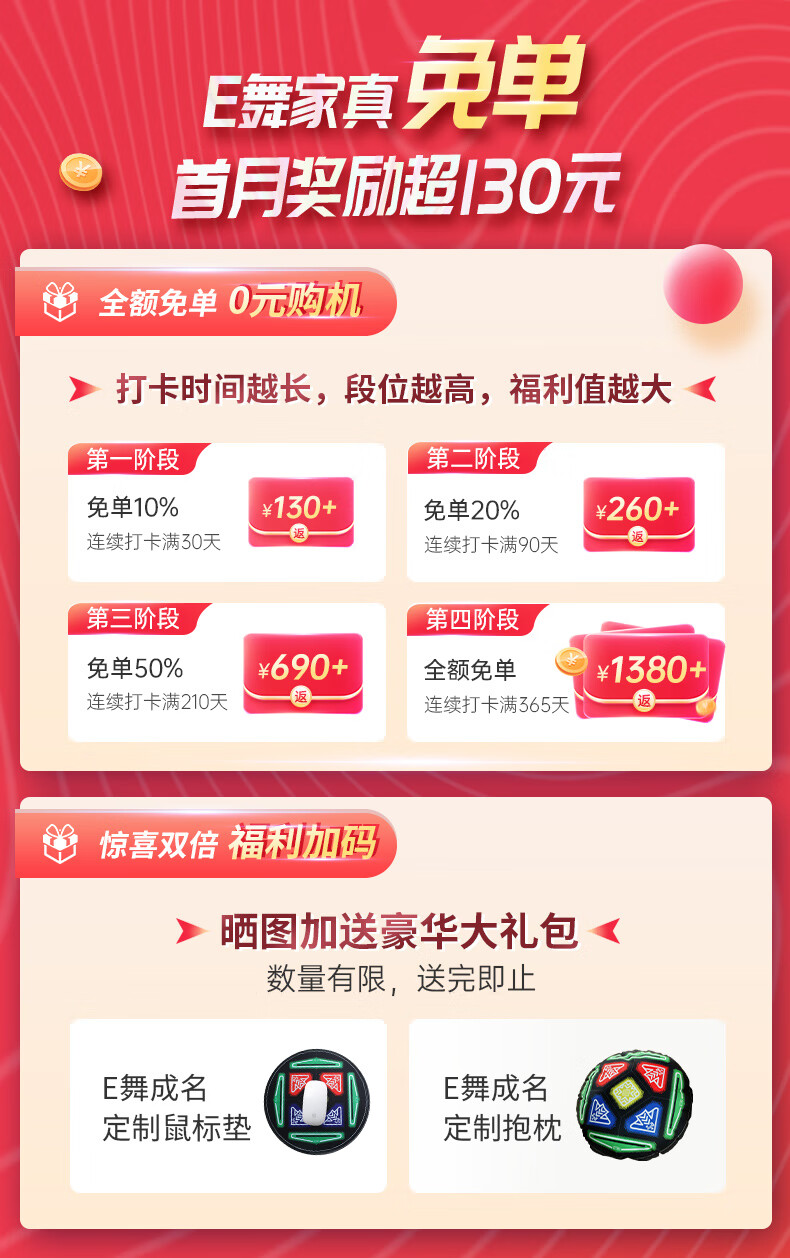 E舞家真免单
首月奖励超130元
全额免单 0元购机
打卡时间越长，段位越高，福利值越大
第一阶段
免单10%
连续打卡满30天
¥130+
返
第二阶段
免单20%
连续打卡满90天
¥260+
返
第三阶段
免单50%
连续打卡满210天
¥690+
返
第四阶段
全额免单
连续打卡满365天
¥1380+
返
惊喜双倍 福利加码
晒图加送豪华大礼包
数量有限，送完即止
E舞成名
定制鼠标垫
E舞成名
定制抱枕